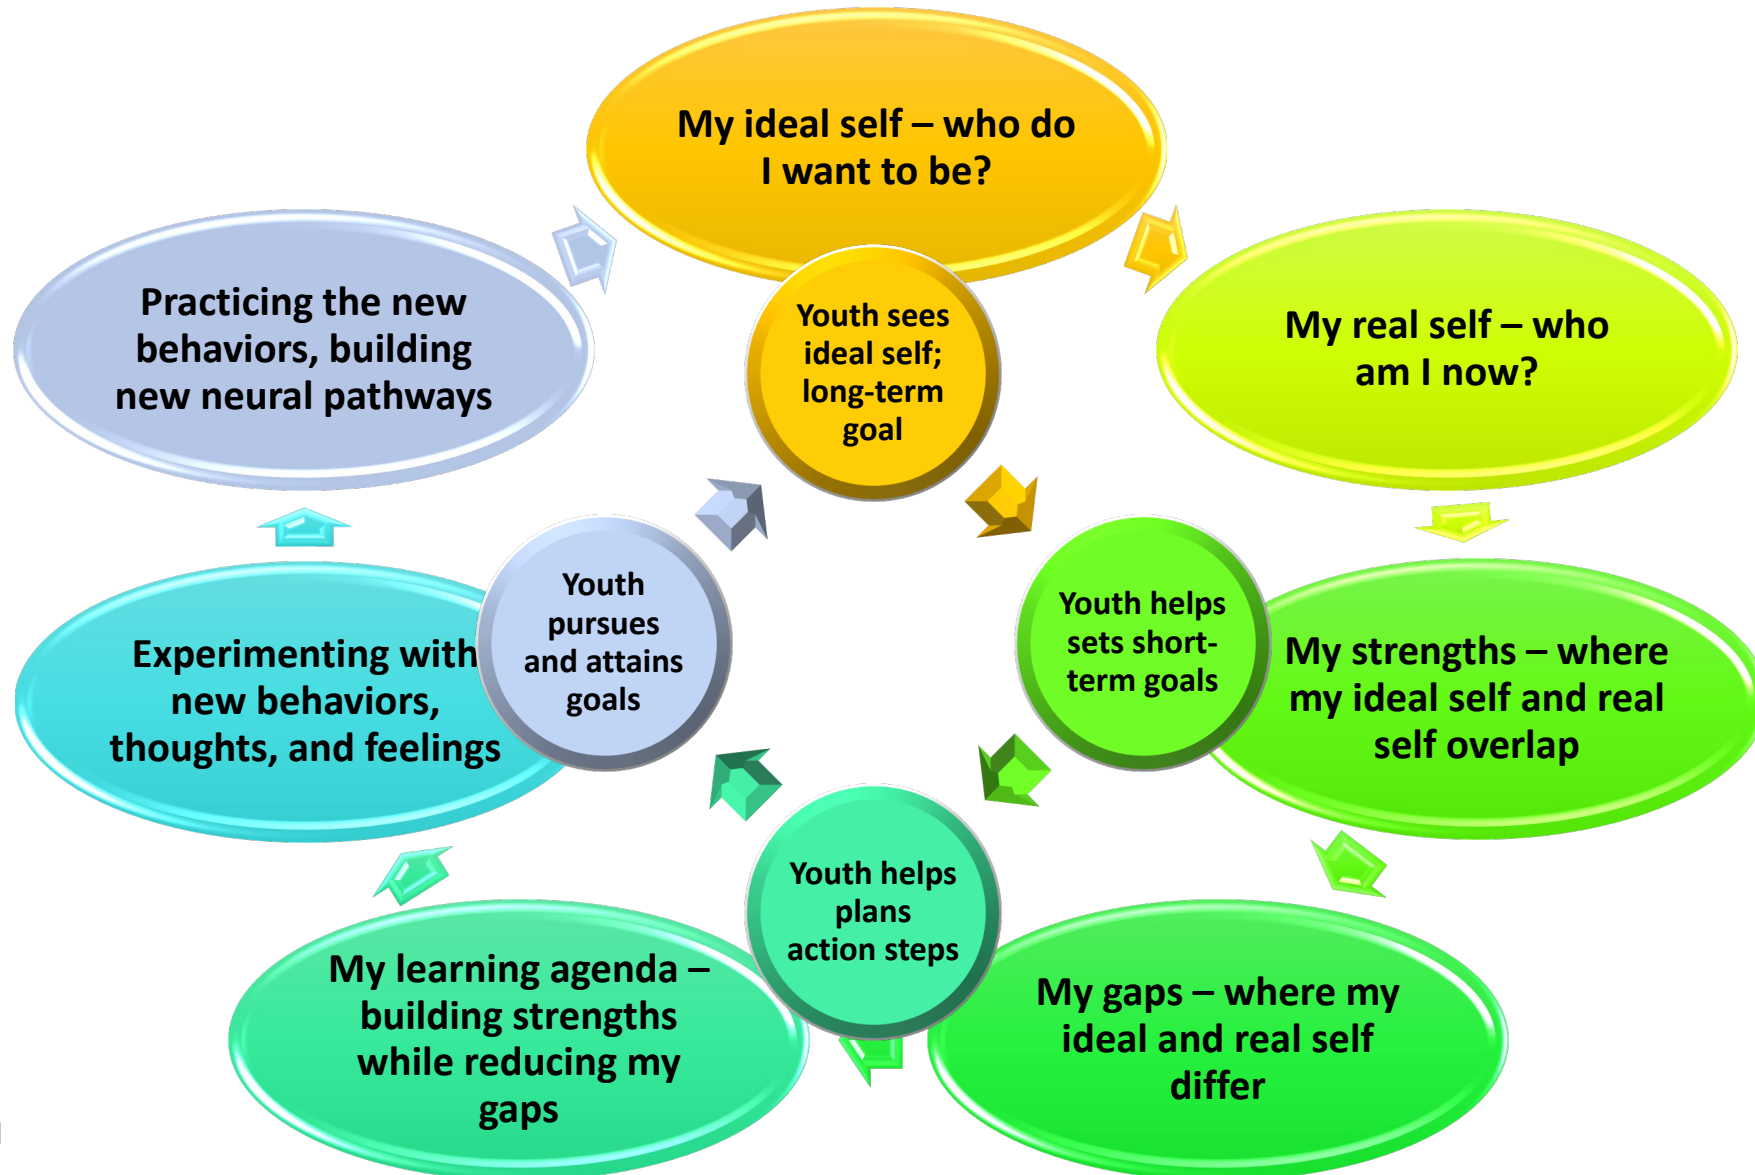 My ideal self – who do
I want to be?
My real self – who
am I now?
My strengths – where
my ideal self and real
self overlap
My gaps – where my
ideal and real self
differ
My learning agenda –
building strengths
while reducing my
gaps
Experimenting with
new behaviors,
thoughts, and feelings
Practicing the new
behaviors, building
new neural pathways
Youth sees
ideal self;
long-term
goal
Youth helps
sets short-
term goals
Youth helps
plans
action steps
Youth
pursues
and attains
goals